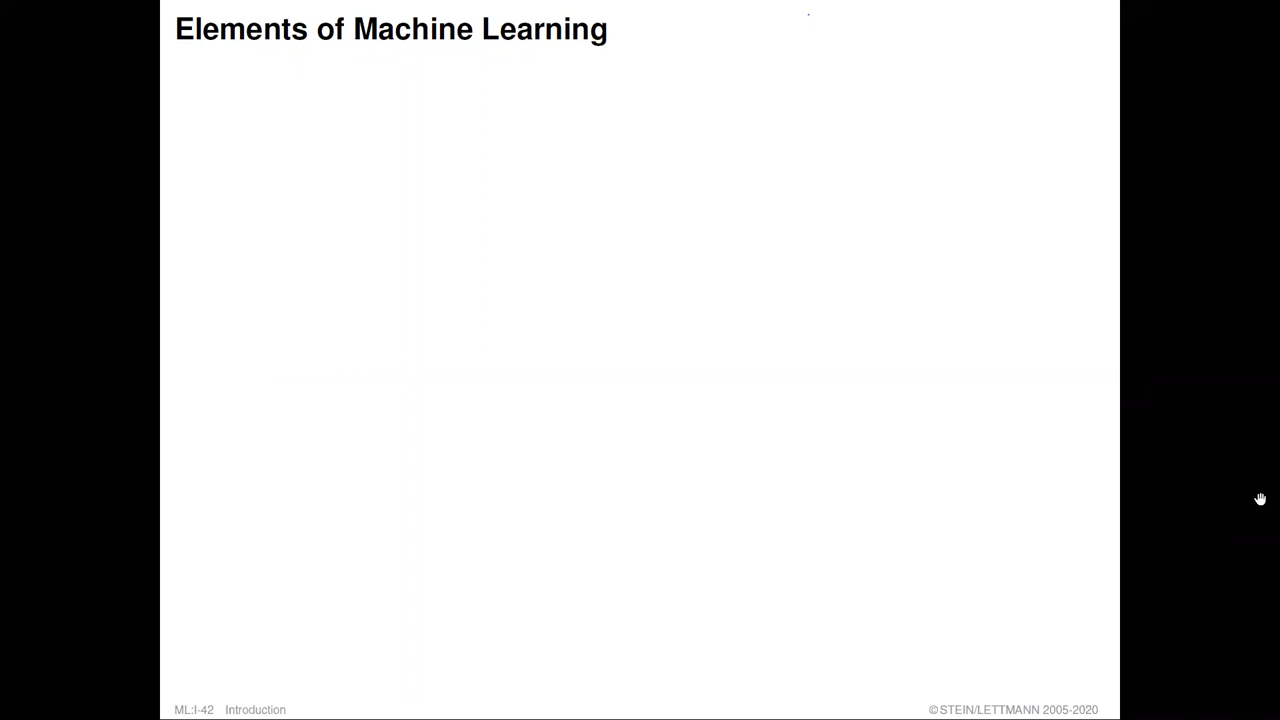 Elements of Machine Learning
ML:I-42 Introduction
©STEIN/LETTMANN 2005-2020